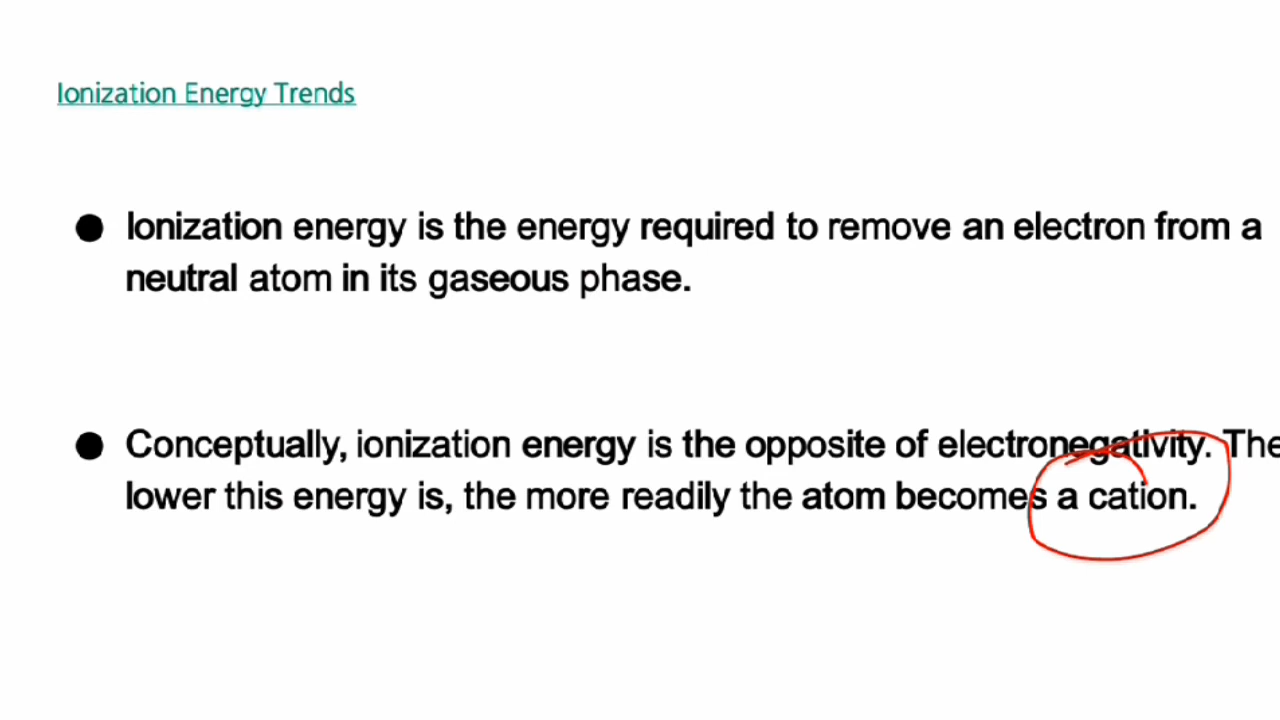 Ionization Energy Trends
● Ionization energy is the energy required to remove an electron from a
neutral atom in its gaseous phase.
● Conceptually, ionization energy is the opposite of electronegativity. The
lower this energy is, the more readily the atom becomes a cation.